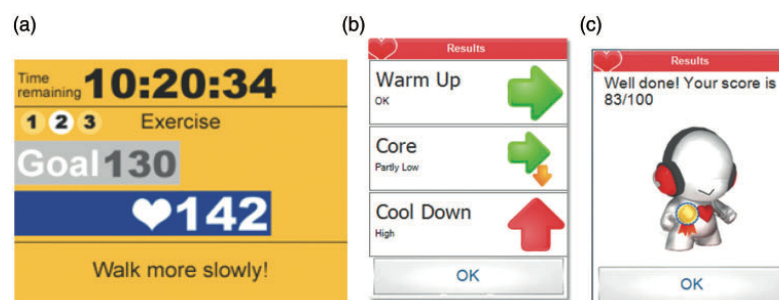 (a)
Time
remaining 10:20:34
1 2 3 Exercise
Goal 130
142
Walk more slowly!
(b)
Results
Warm Up
OK
Core
Partly Low
Cool Down
High
OK
(c)
Results
Well done! Your score is
83/100
OK